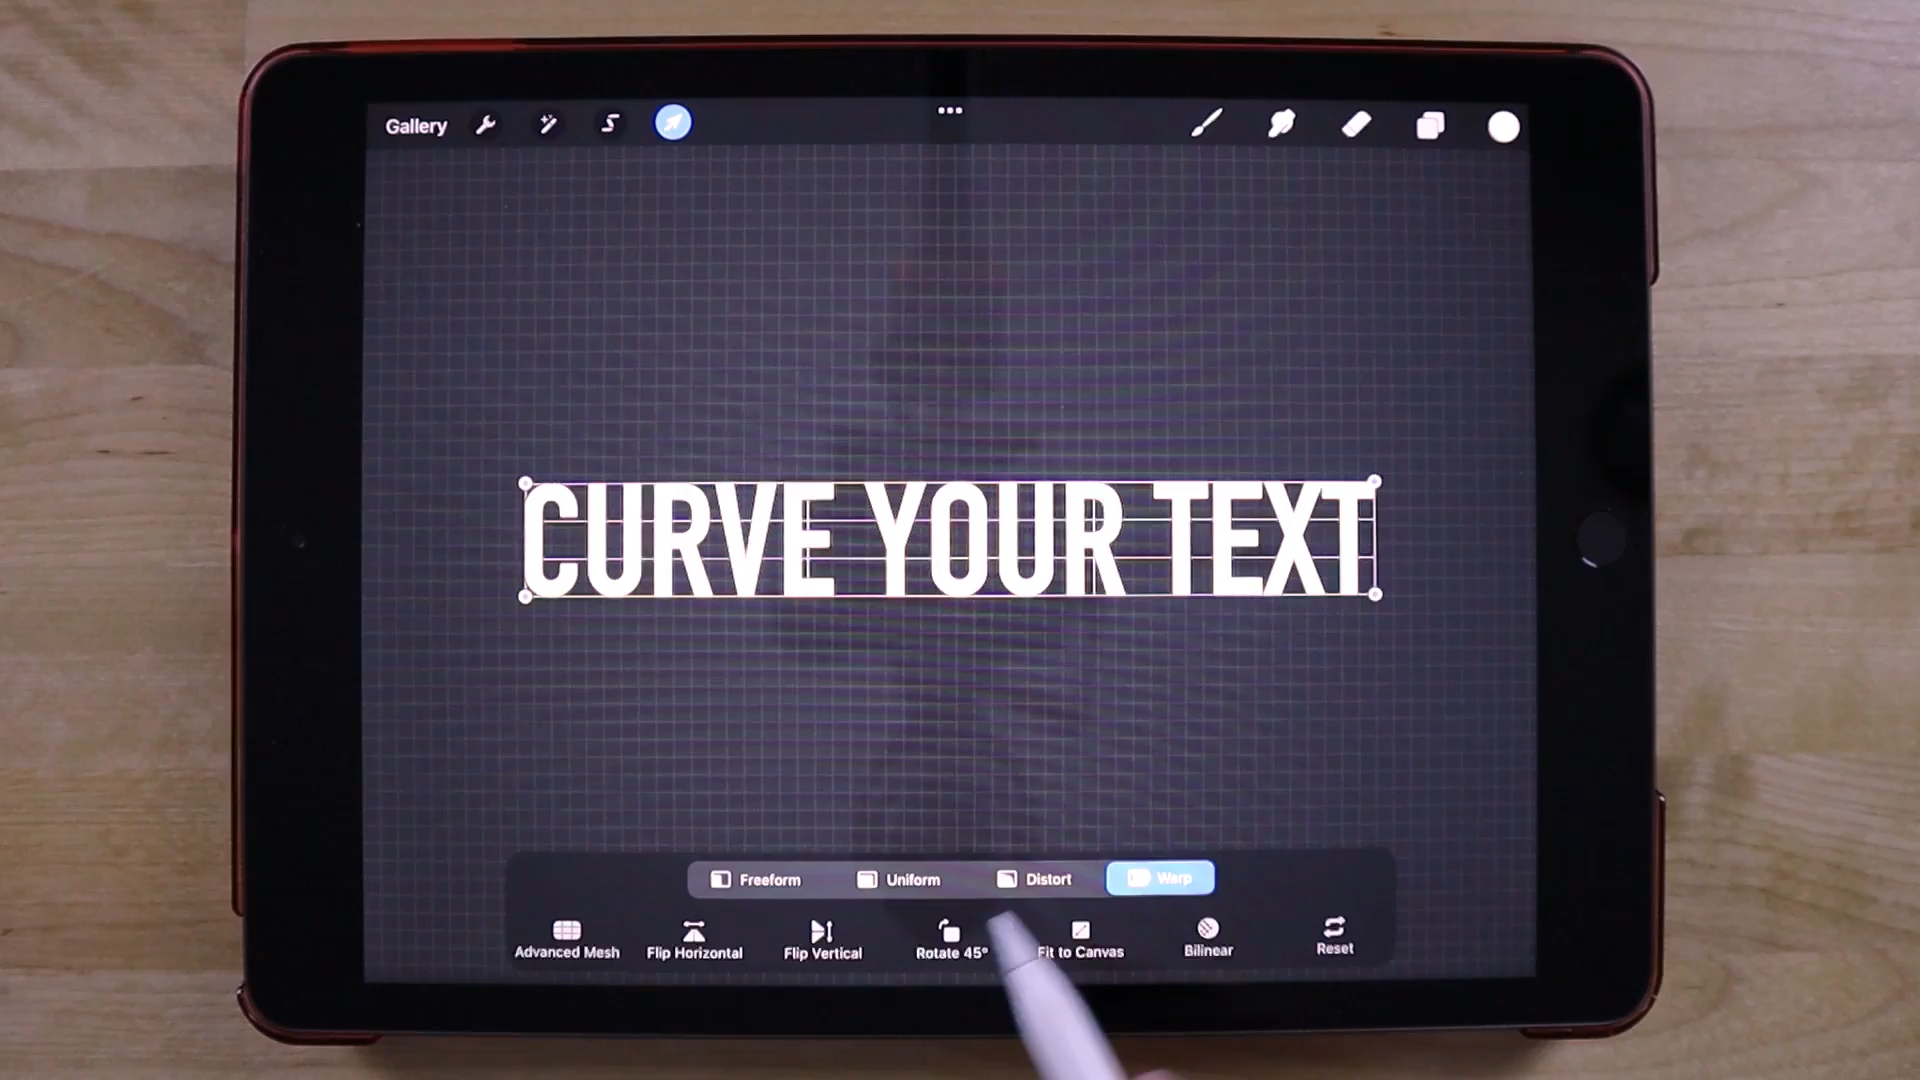 Gallery
CURVE YOUR TEXT
Freeform Uniform Distort Warp
Advanced Mesh Flip Horizontal Flip Vertical Rotate 45° Fit to Canvas Bilinear Reset